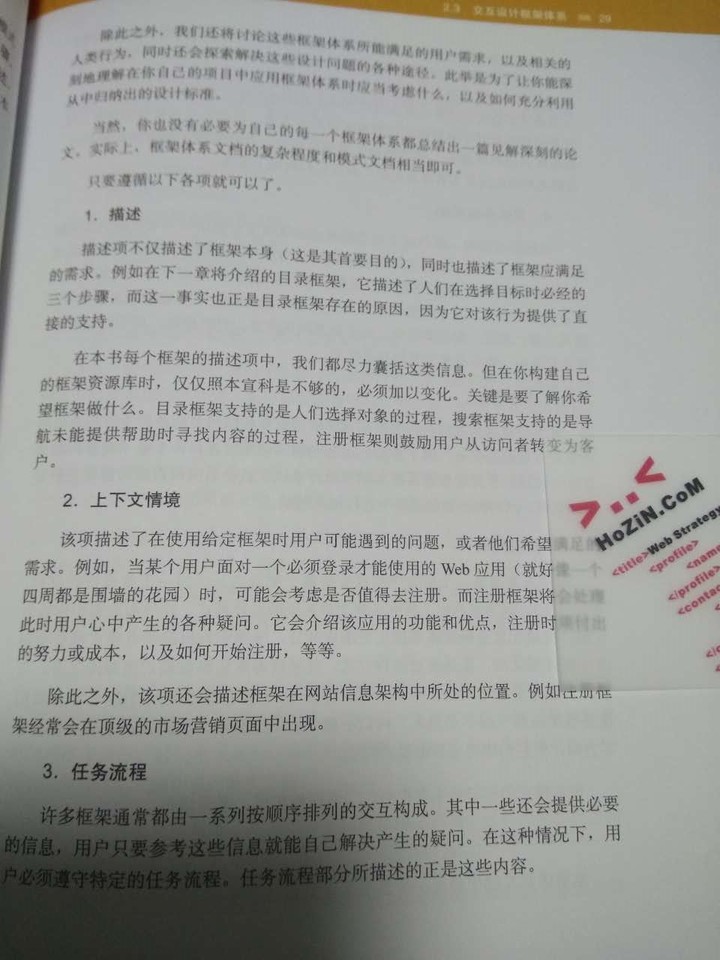 2.3 交互设计框架体系 29
除此之外，我们还将讨论这些框架体系所能满足的用户需求，以及相关的
人类行为，同时还会探索解决这些设计问题的各种途径。此举是为了让你能深
刻地理解在你自己的项目中应用框架体系时应当考虑什么，以及如何充分利用
从中归纳出的设计标准。
当然，你也没有必要为自己的每一个框架体系都总结出一篇见解深刻的论
文。实际上，框架体系文档的复杂程度和模式文档相当即可。
只要遵循以下各项就可以了。
1．描述
描述项不仅描述了框架本身（这是其首要目的），同时也描述了框架应满足
的需求。例如在下一章将介绍的目录框架，它描述了人们在选择目标时必经的
三个步骤，而这一事实也正是目录框架存在的原因，因为它对该行为提供了直
接的支持。
在本书每个框架的描述项中，我们都尽力囊括这类信息。但在你构建自己
的框架资源库时，仅仅照本宣科是不够的，必须加以变化。关键是要了解你希
望框架做什么。目录框架支持的是人们选择对象的过程，搜索框架支持的是导
航未能提供帮助时寻找内容的过程，注册框架则鼓励用户从访问者转变为客
户。
2．上下文情境
该项描述了在使用给定框架时用户可能遇到的问题，或者他们希望满足的
需求。例如，当某个用户面对一个必须登录才能使用的 Web 应用（就好像一个
四周都是围墙的花园）时，可能会考虑是否值得去注册。而注册框架将会处理
此时用户心中产生的各种疑问。它会介绍该应用的功能和优点，注册时付出
的努力或成本，以及如何开始注册，等等。
除此之外，该项还会描述框架在网站信息架构中所处的位置。例如注册框
架经常会在顶级的市场营销页面中出现。
3．任务流程
许多框架通常都由一系列按顺序排列的交互构成。其中一些还会提供必要
的信息，用户只要参考这些信息就能自己解决产生的疑问。在这种情况下，用
户必须遵守特定的任务流程。任务流程部分所描述的正是这些内容。
>..<
HoZiN.CoM
<title>Web Strategy
<profile>
<name
</profile>
<contac
</